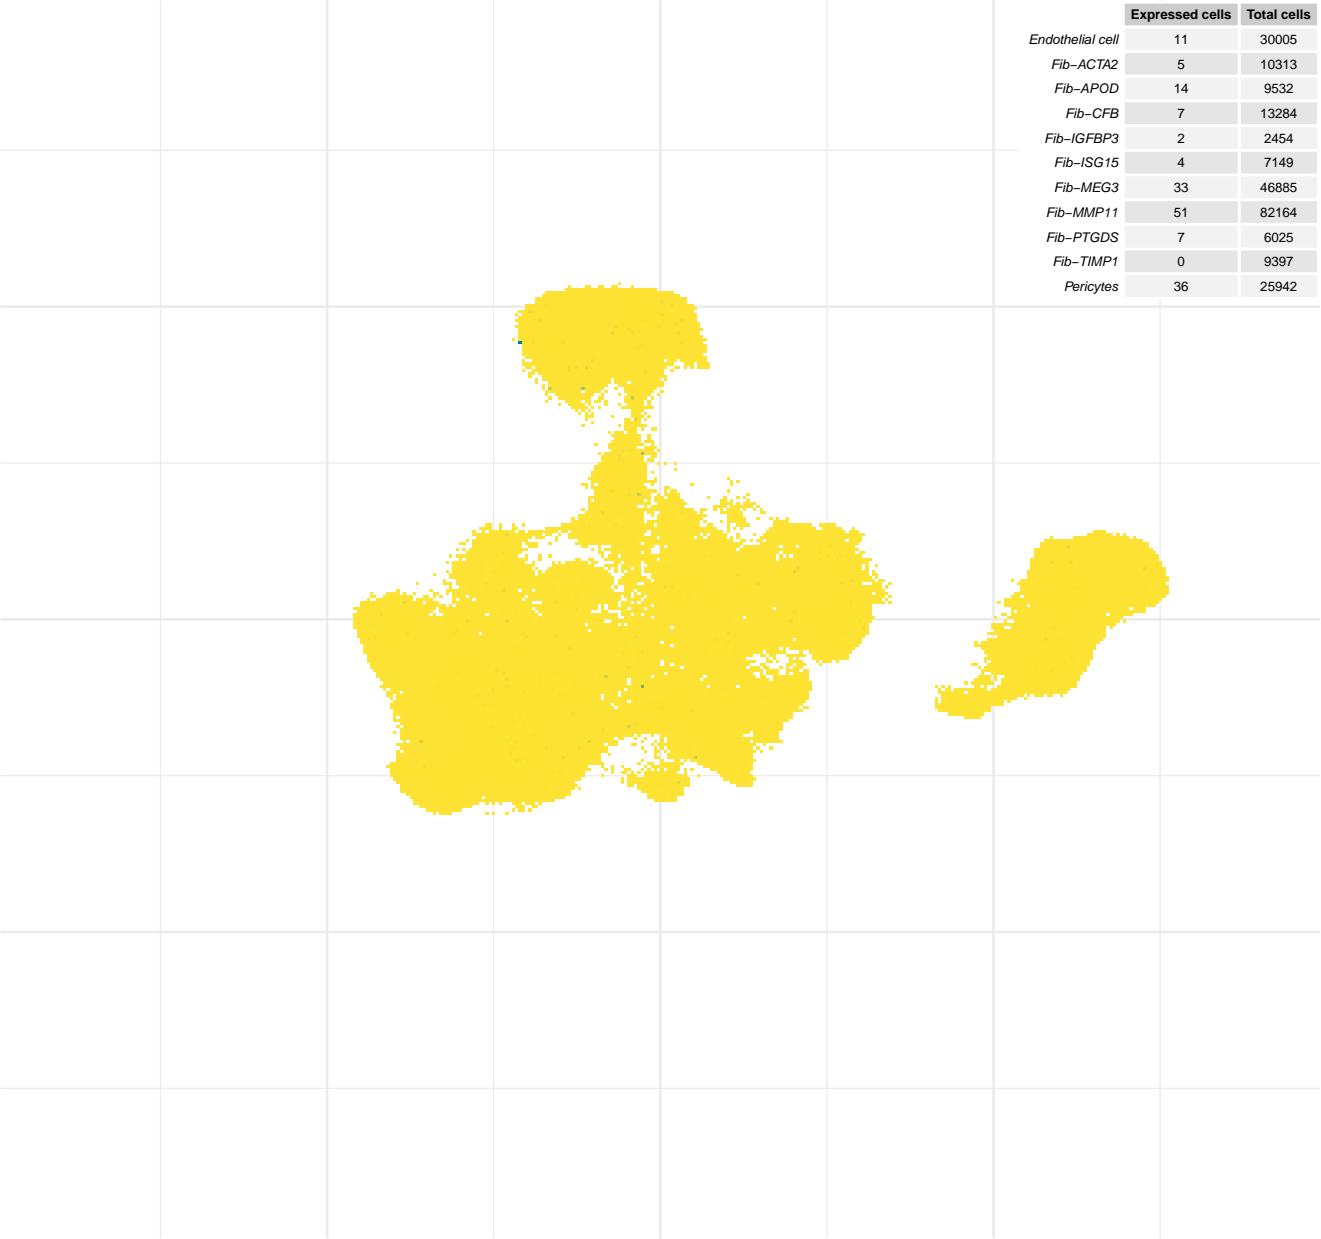 Expressed cells Total cells
Endothelial cell 11 30005
Fib−ACTA2 5 10313
Fib−APOD 14 9532
Fib−CFB 7 13284
Fib−IGFBP3 2 2454
Fib−ISG15 4 7149
Fib−MEG3 33 46885
Fib−MMP11 51 82164
Fib−PTGDS 7 6025
Fib−TIMP1 0 9397
Pericytes 36 25942